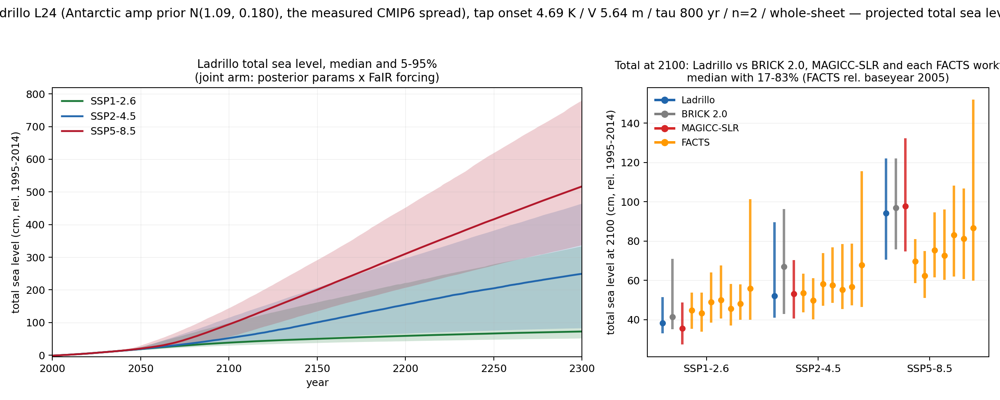 drillo L24 (Antarctic amp prior N(1.09, 0.180), the measured CMIP6 spread), tap onset 4.69 K / V 5.64 m / tau 800 yr / n=2 / whole-sheet — projected total sea lev
Ladrillo total sea level, median and 5-95%
(joint arm: posterior params x FaIR forcing)
800
700
600
500
400
300
200
100
0
total sea level (cm, rel. 1995-2014)
SSP1-2.6
SSP2-4.5
SSP5-8.5
2000 2050 2100 2150 2200 2250 2300
year
Total at 2100: Ladrillo vs BRICK 2.0, MAGICC-SLR and each FACTS workf
median with 17-83% (FACTS rel. baseyear 2005)
140
120
100
80
60
40
total sea level at 2100 (cm, rel. 1995-2014)
Ladrillo
BRICK 2.0
MAGICC-SLR
FACTS
SSP1-2.6 SSP2-4.5 SSP5-8.5